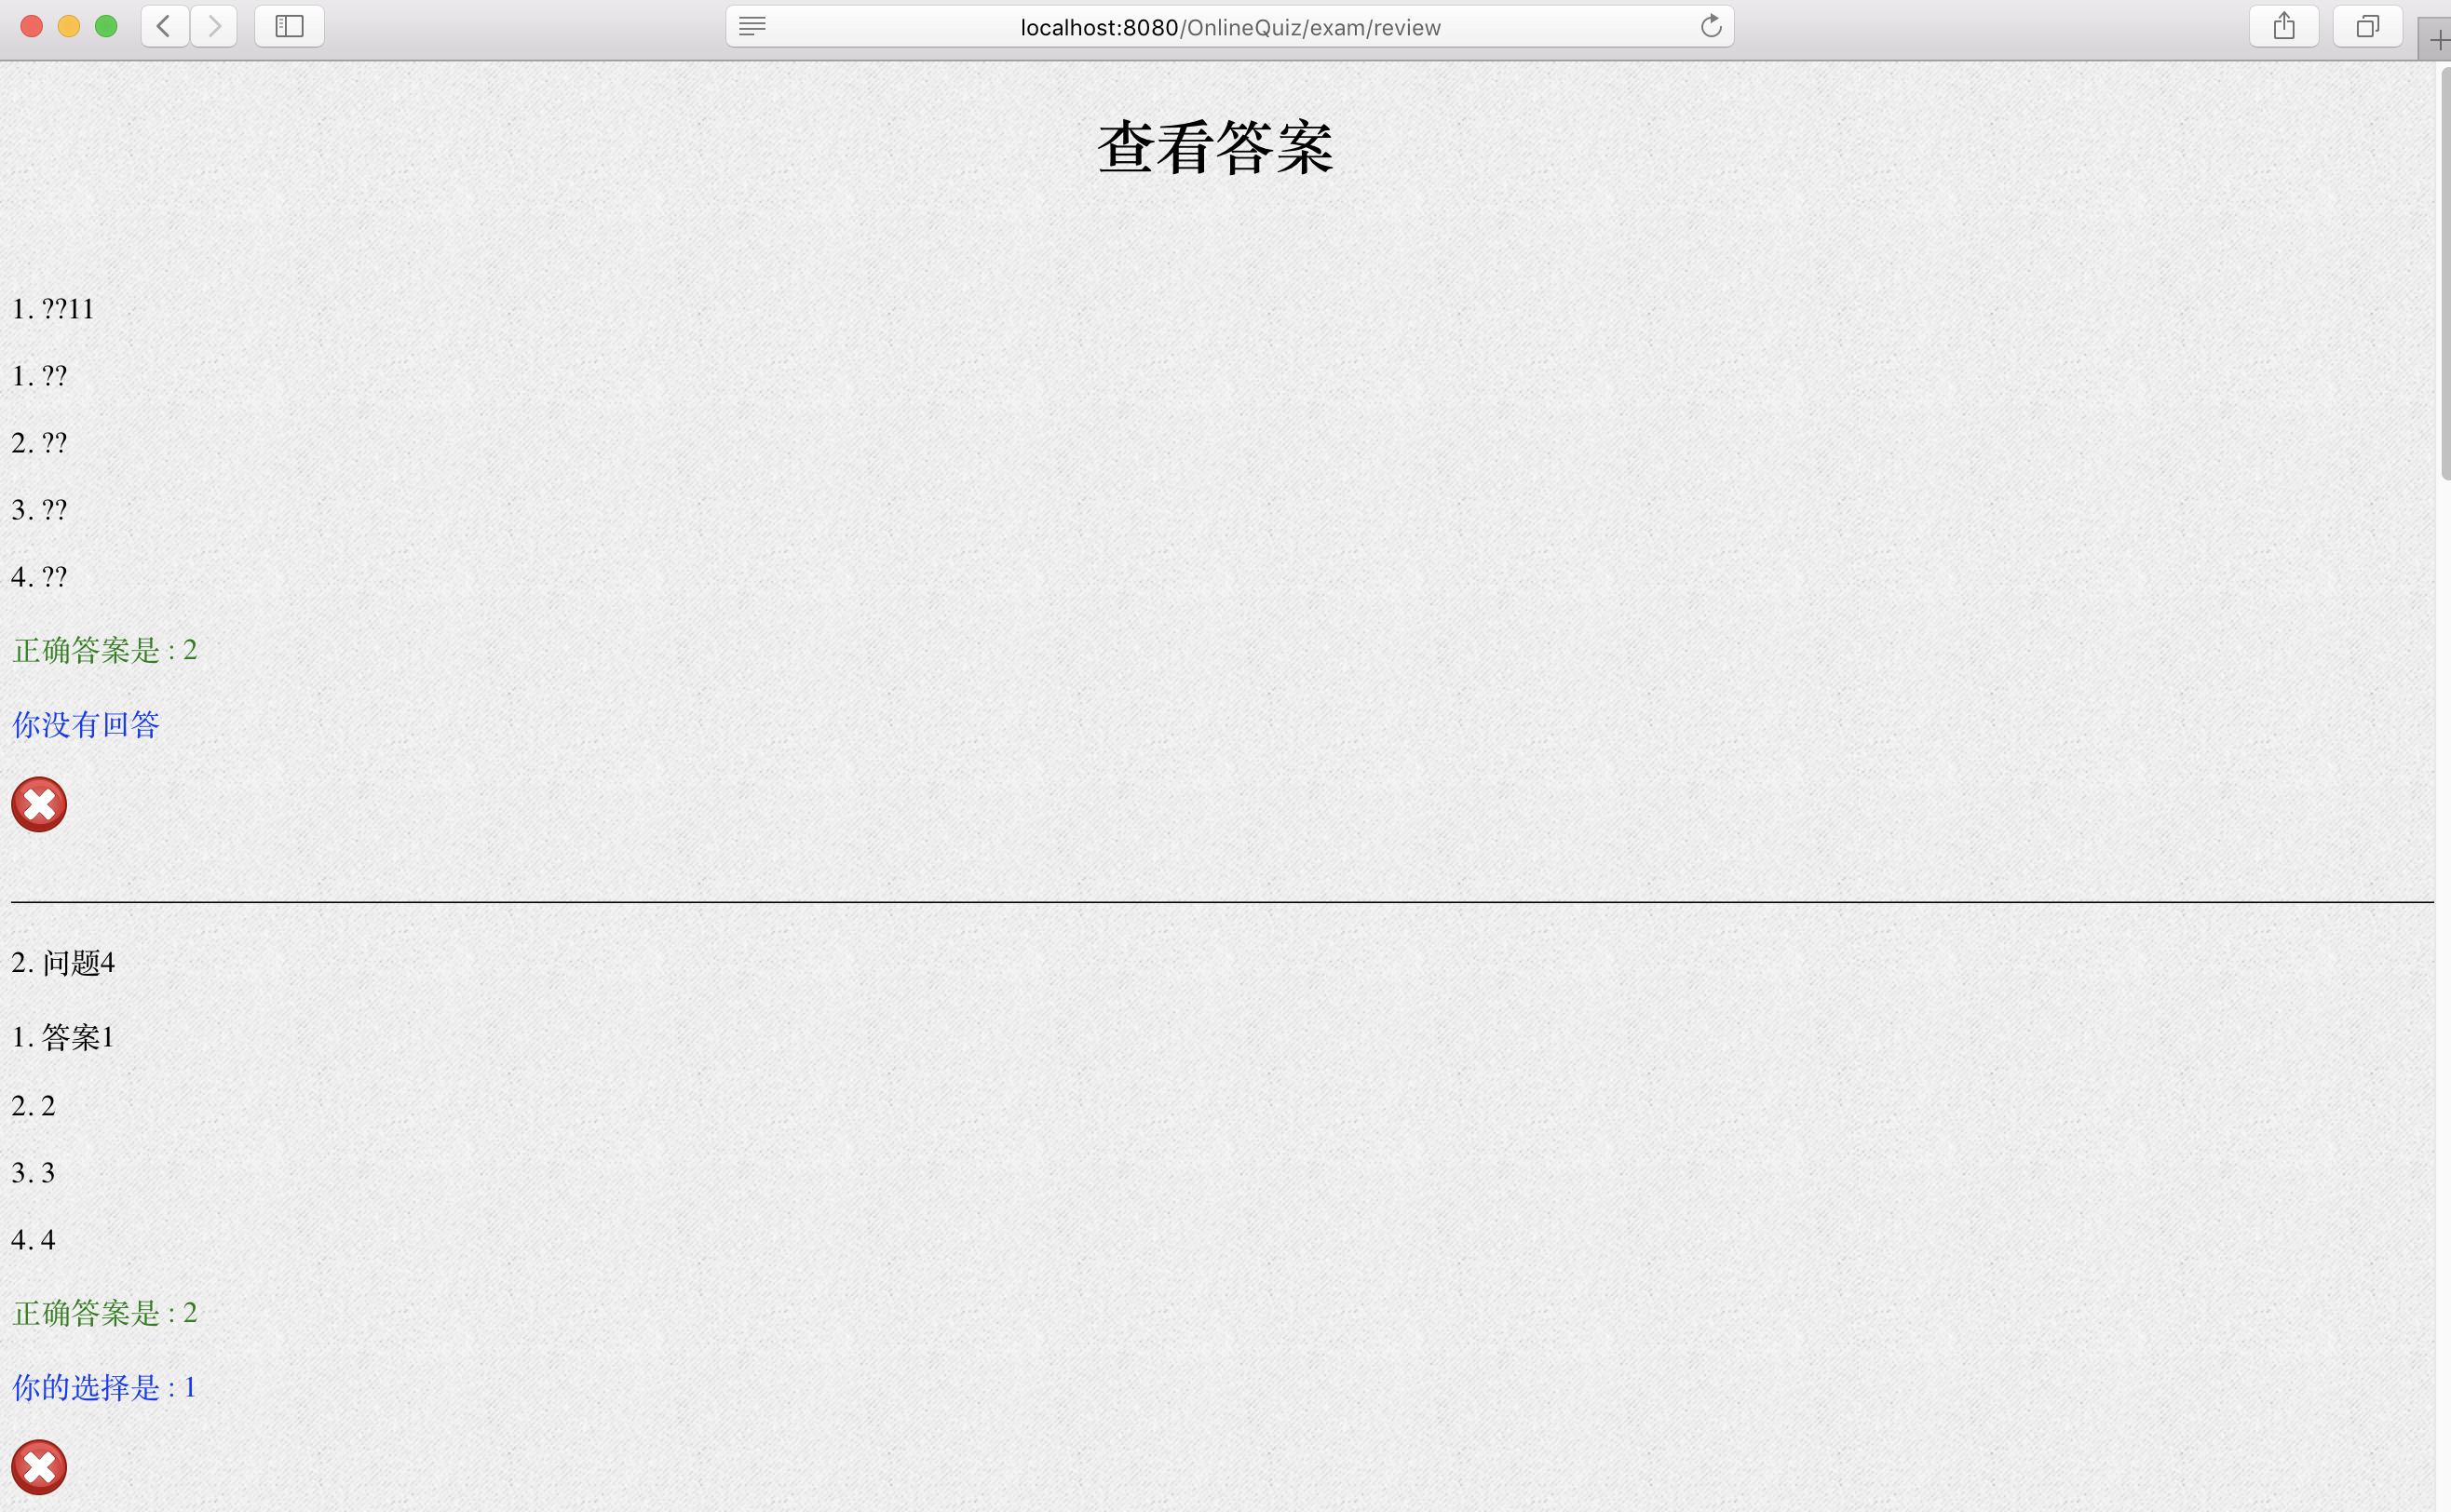 localhost:8080/OnlineQuiz/exam/review
查看答案
1. ??11
1. ??
2. ??
3. ??
4. ??
正确答案是 : 2
你没有回答
2. 问题4
1. 答案1
2. 2
3. 3
4. 4
正确答案是 : 2
你的选择是 : 1